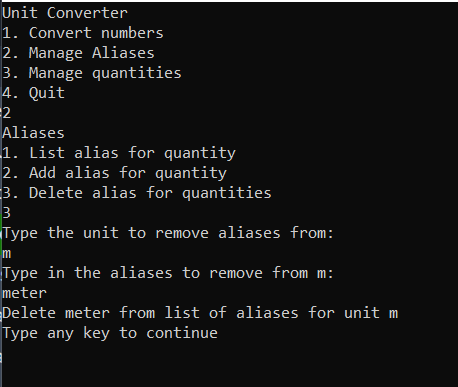 Unit Converter
1. Convert numbers
2. Manage Aliases
3. Manage quantities
4. Quit
2
Aliases
1. List alias for quantity
2. Add alias for quantity
3. Delete alias for quantities
3
Type the unit to remove aliases from:
m
Type in the aliases to remove from m:
meter
Delete meter from list of aliases for unit m
Type any key to continue